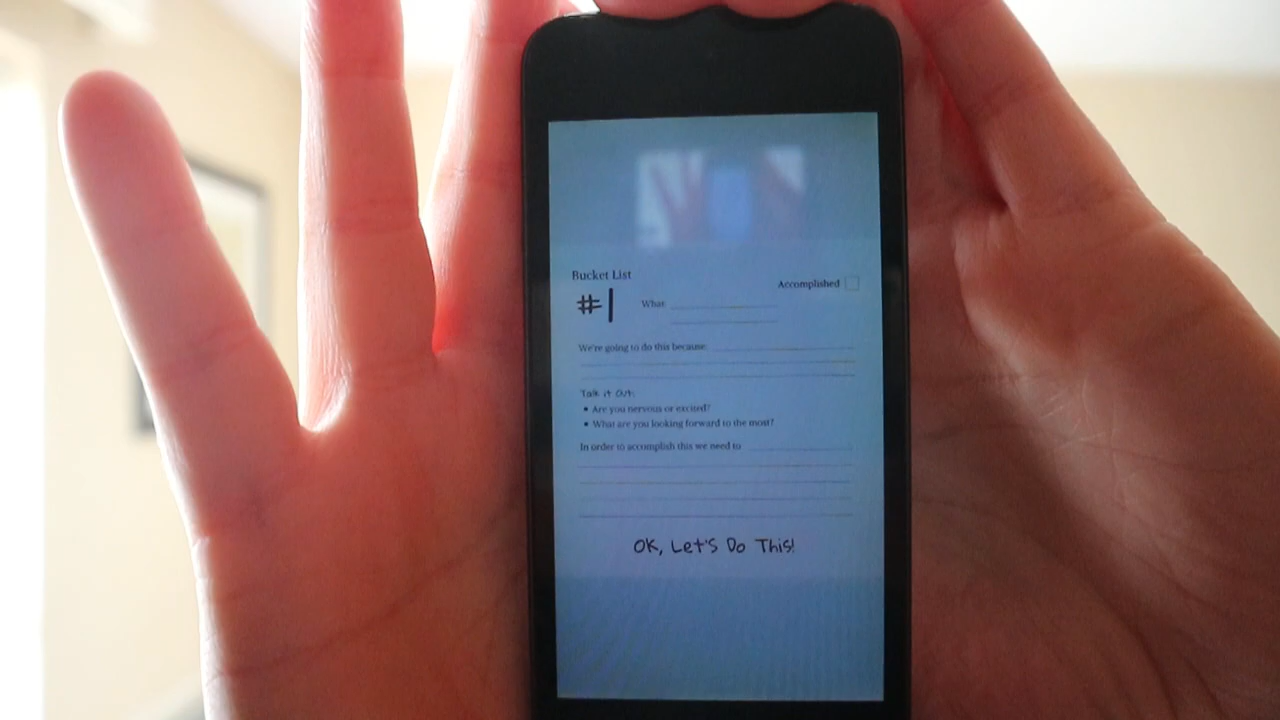 Bucket List
Accomplished
#1 What
We're going to do this because
Talk it Out:
▪ Are you nervous or excited?
▪ What are you looking forward to the most?
In order to accomplish this we need to
OK, Let's Do This!